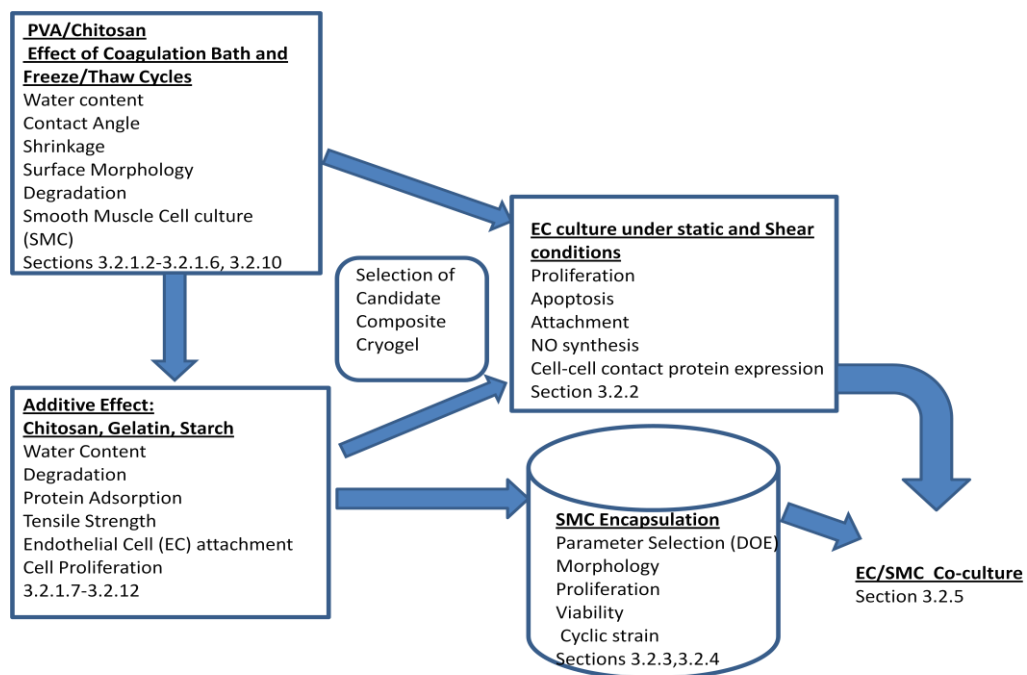 PVA/Chitosan
Effect of Coagulation Bath and
Freeze/Thaw Cycles
Water content
Contact Angle
Shrinkage
Surface Morphology
Degradation
Smooth Muscle Cell culture
(SMC)
Sections 3.2.1.2-3.2.1.6, 3.2.10
Selection of
Candidate
Composite
Cryogel
EC culture under static and Shear
conditions
Proliferation
Apoptosis
Attachment
NO synthesis
Cell-cell contact protein expression
Section 3.2.2
Additive Effect:
Chitosan, Gelatin, Starch
Water Content
Degradation
Protein Adsorption
Tensile Strength
Endothelial Cell (EC) attachment
Cell Proliferation
3.2.1.7-3.2.12
SMC Encapsulation
Parameter Selection (DOE)
Morphology
Proliferation
Viability
Cyclic strain
Sections 3.2.3,3.2.4
EC/SMC Co-culture
Section 3.2.5